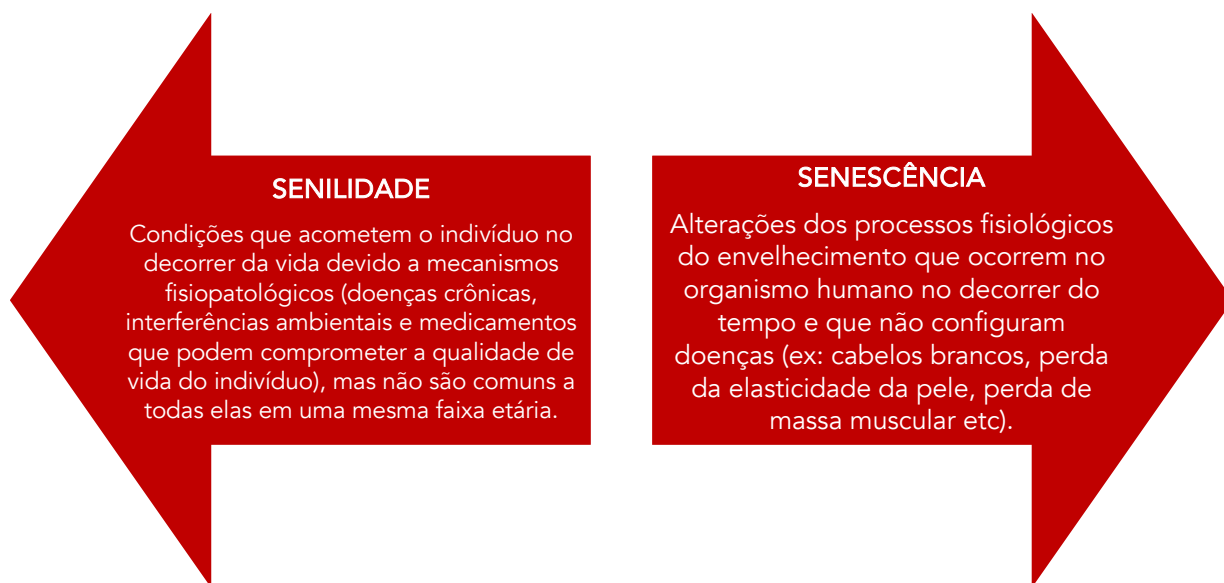 SENILIDADE
Condições que acometem o indivíduo no
decorrer da vida devido a mecanismos
fisiopatológicos (doenças crônicas,
interferências ambientais e medicamentos
que podem comprometer a qualidade de
vida do indivíduo), mas não são comuns a
todas elas em uma mesma faixa etária.
SENESCÊNCIA
Alterações dos processos fisiológicos
do envelhecimento que ocorrem no
organismo humano no decorrer do
tempo e que não configuram
doenças (ex: cabelos brancos, perda
da elasticidade da pele, perda de
massa muscular etc).